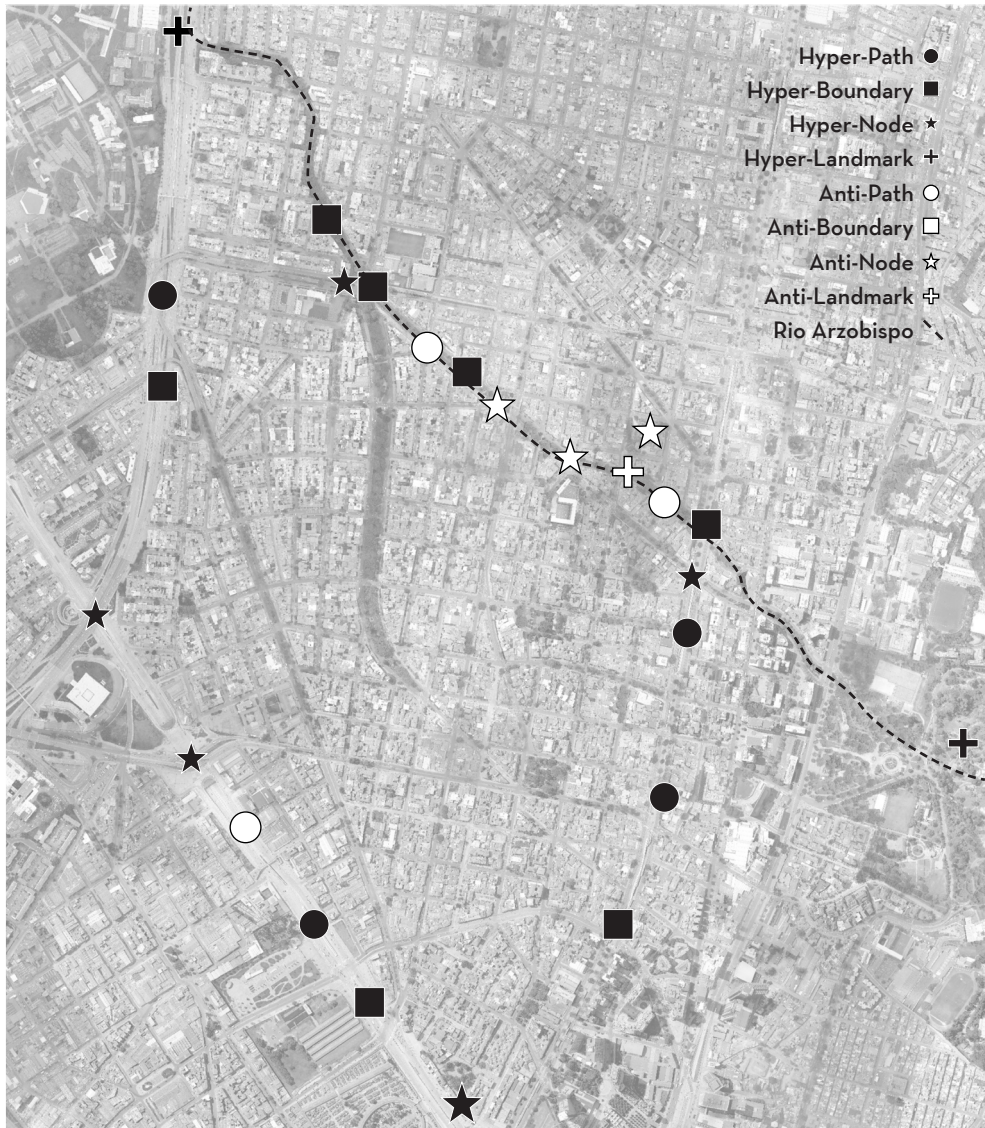 Hyper-Path
Hyper-Boundary
Hyper-Node
Hyper-Landmark
Anti-Path
Anti-Boundary
Anti-Node
Anti-Landmark
Rio Arzobispo